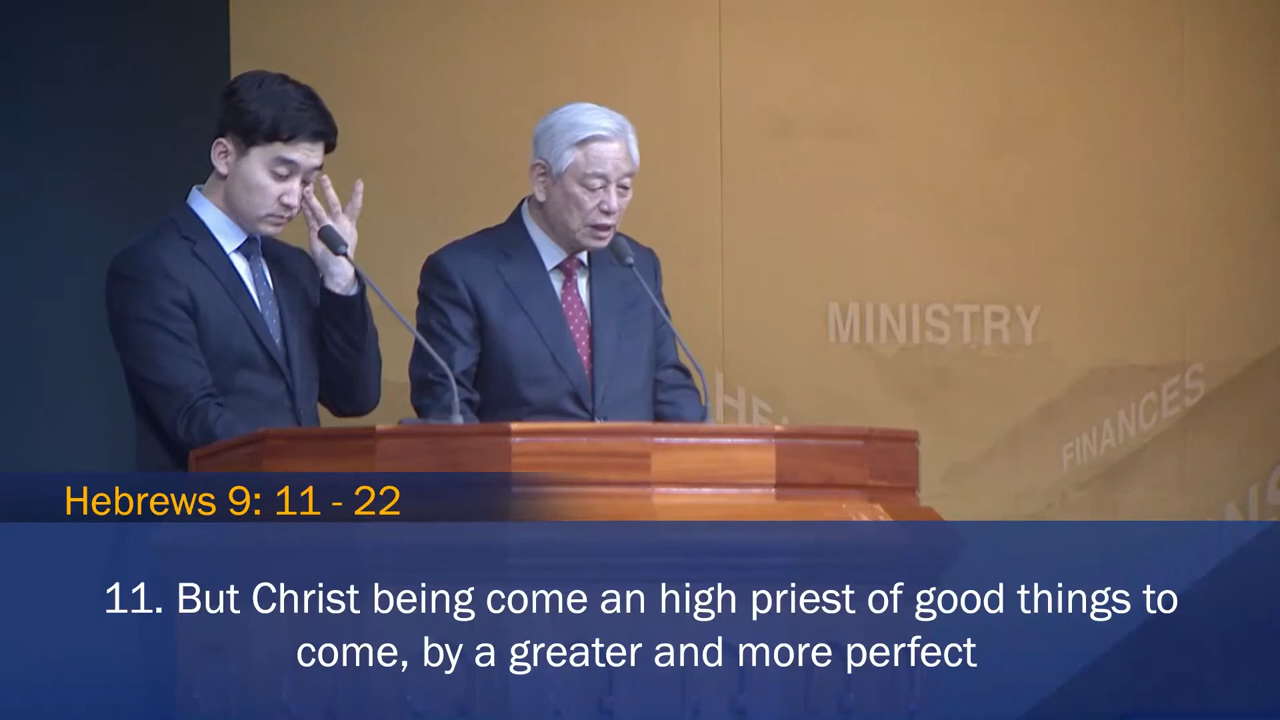 MINISTRY
FINANCES
Hebrews 9: 11 - 22
11. But Christ being come an high priest of good things to
come, by a greater and more perfect